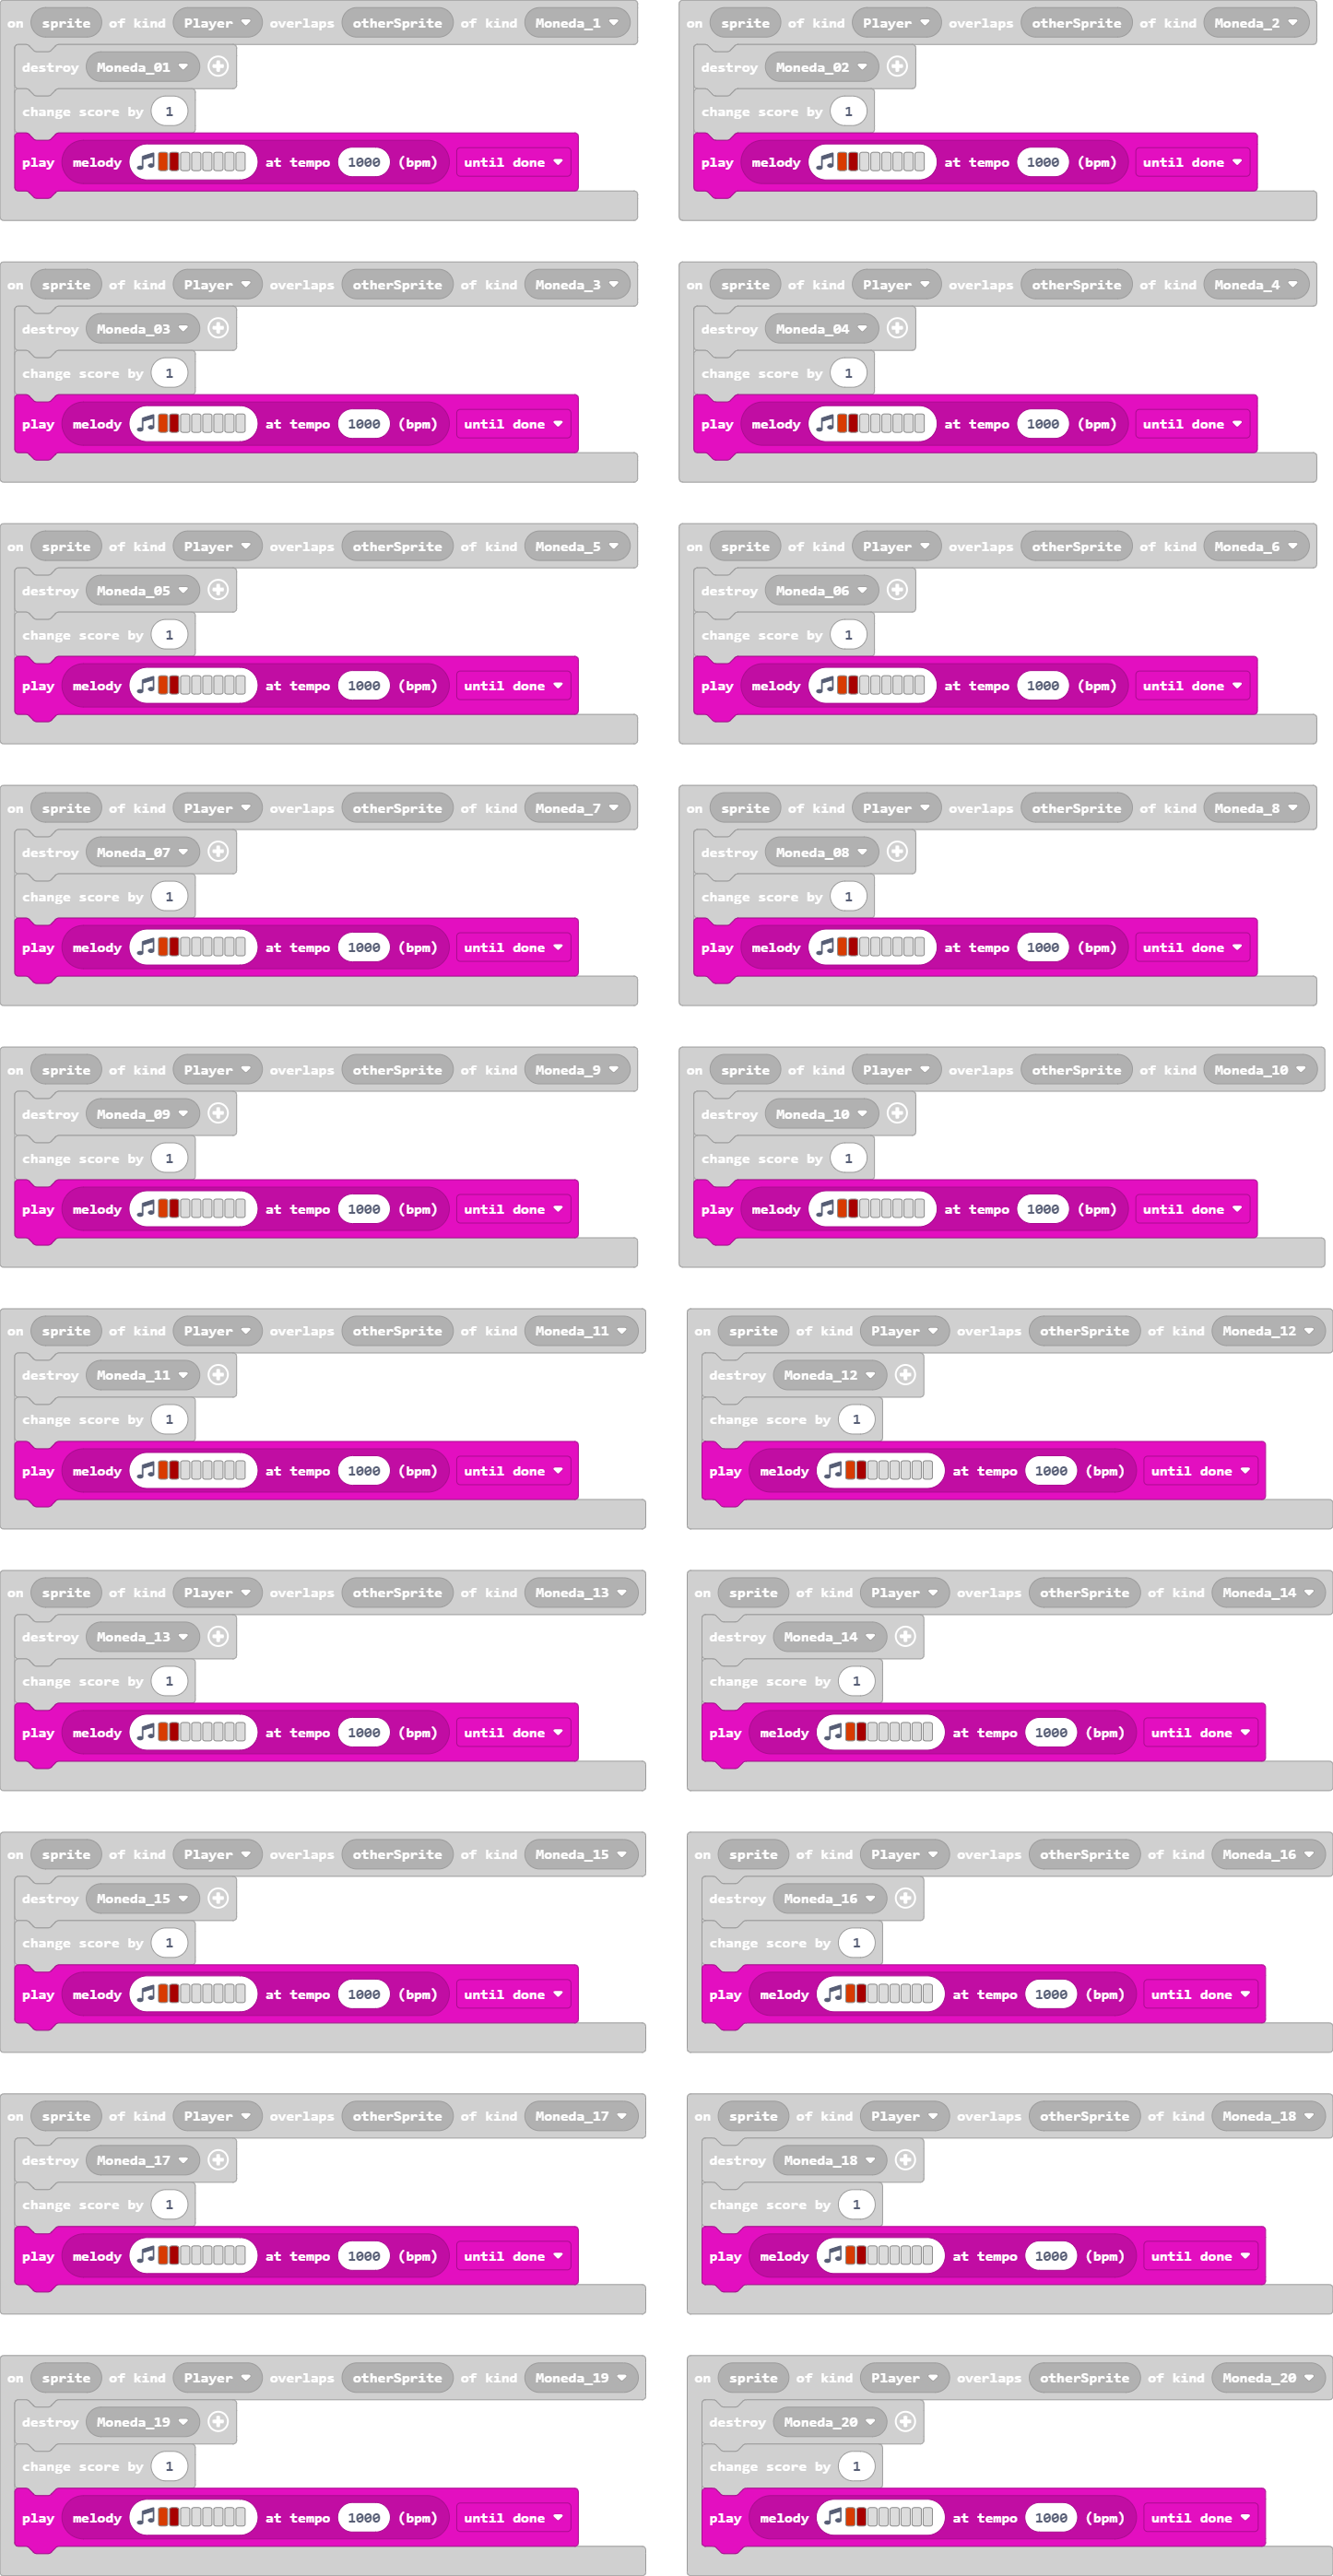 on sprite of kind Player overlaps otherSprite of kind Moneda_1
destroy Moneda_01
change score by 1
play melody at tempo 1000 (bpm) until done
on sprite of kind Player overlaps otherSprite of kind Moneda_2
destroy Moneda_02
change score by 1
play melody at tempo 1000 (bpm) until done
on sprite of kind Player overlaps otherSprite of kind Moneda_3
destroy Moneda_03
change score by 1
play melody at tempo 1000 (bpm) until done
on sprite of kind Player overlaps otherSprite of kind Moneda_4
destroy Moneda_04
change score by 1
play melody at tempo 1000 (bpm) until done
on sprite of kind Player overlaps otherSprite of kind Moneda_5
destroy Moneda_05
change score by 1
play melody at tempo 1000 (bpm) until done
on sprite of kind Player overlaps otherSprite of kind Moneda_6
destroy Moneda_06
change score by 1
play melody at tempo 1000 (bpm) until done
on sprite of kind Player overlaps otherSprite of kind Moneda_7
destroy Moneda_07
change score by 1
play melody at tempo 1000 (bpm) until done
on sprite of kind Player overlaps otherSprite of kind Moneda_8
destroy Moneda_08
change score by 1
play melody at tempo 1000 (bpm) until done
on sprite of kind Player overlaps otherSprite of kind Moneda_9
destroy Moneda_09
change score by 1
play melody at tempo 1000 (bpm) until done
on sprite of kind Player overlaps otherSprite of kind Moneda_10
destroy Moneda_10
change score by 1
play melody at tempo 1000 (bpm) until done
on sprite of kind Player overlaps otherSprite of kind Moneda_11
destroy Moneda_11
change score by 1
play melody at tempo 1000 (bpm) until done
on sprite of kind Player overlaps otherSprite of kind Moneda_12
destroy Moneda_12
change score by 1
play melody at tempo 1000 (bpm) until done
on sprite of kind Player overlaps otherSprite of kind Moneda_13
destroy Moneda_13
change score by 1
play melody at tempo 1000 (bpm) until done
on sprite of kind Player overlaps otherSprite of kind Moneda_14
destroy Moneda_14
change score by 1
play melody at tempo 1000 (bpm) until done
on sprite of kind Player overlaps otherSprite of kind Moneda_15
destroy Moneda_15
change score by 1
play melody at tempo 1000 (bpm) until done
on sprite of kind Player overlaps otherSprite of kind Moneda_16
destroy Moneda_16
change score by 1
play melody at tempo 1000 (bpm) until done
on sprite of kind Player overlaps otherSprite of kind Moneda_17
destroy Moneda_17
change score by 1
play melody at tempo 1000 (bpm) until done
on sprite of kind Player overlaps otherSprite of kind Moneda_18
destroy Moneda_18
change score by 1
play melody at tempo 1000 (bpm) until done
on sprite of kind Player overlaps otherSprite of kind Moneda_19
destroy Moneda_19
change score by 1
play melody at tempo 1000 (bpm) until done
on sprite of kind Player overlaps otherSprite of kind Moneda_20
destroy Moneda_20
change score by 1
play melody at tempo 1000 (bpm) until done